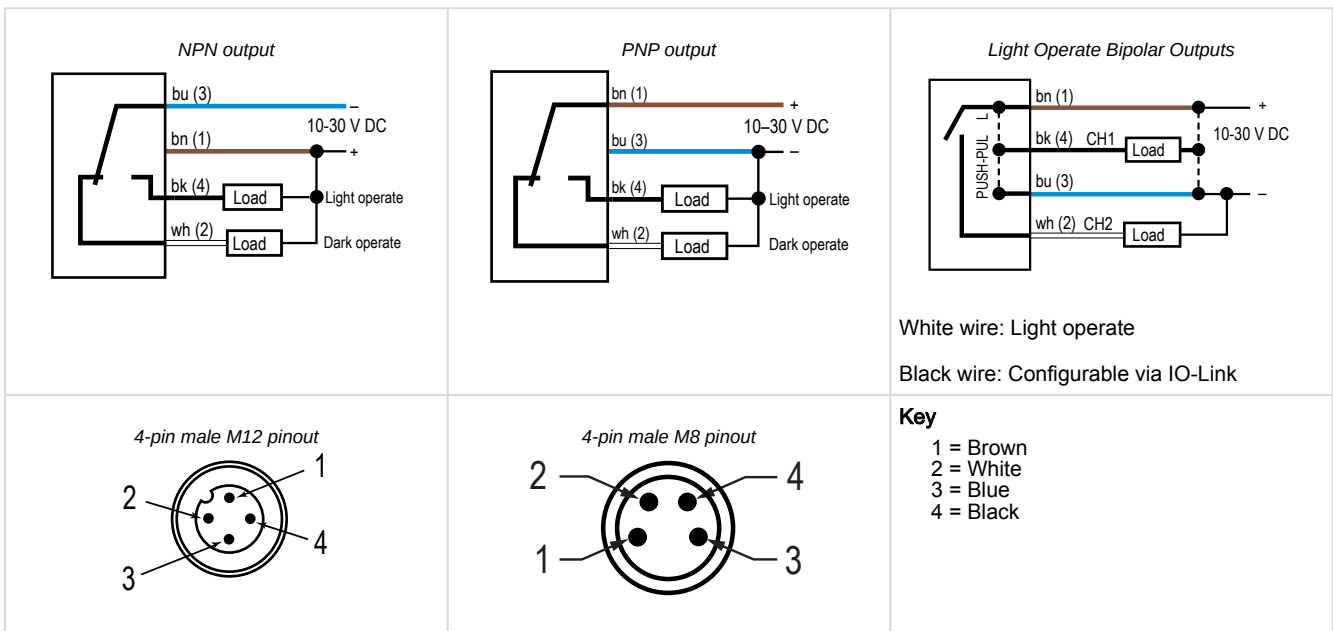 NPN output
bu (3)
–
10-30 V DC
bn (1)
+
bk (4)
Load
Light operate
wh (2)
Load
Dark operate
PNP output
bn (1)
+
10–30 V DC
bu (3)
–
bk (4)
Load
Light operate
wh (2)
Load
Dark operate
Light Operate Bipolar Outputs
PUSH-PUL L
bn (1)
+
10-30 V DC
bk (4) CH1
Load
bu (3)
–
wh (2) CH2
Load
White wire: Light operate
Black wire: Configurable via IO-Link
4-pin male M12 pinout
1
2
4
3
4-pin male M8 pinout
2
4
1
3
Key
1 = Brown
2 = White
3 = Blue
4 = Black